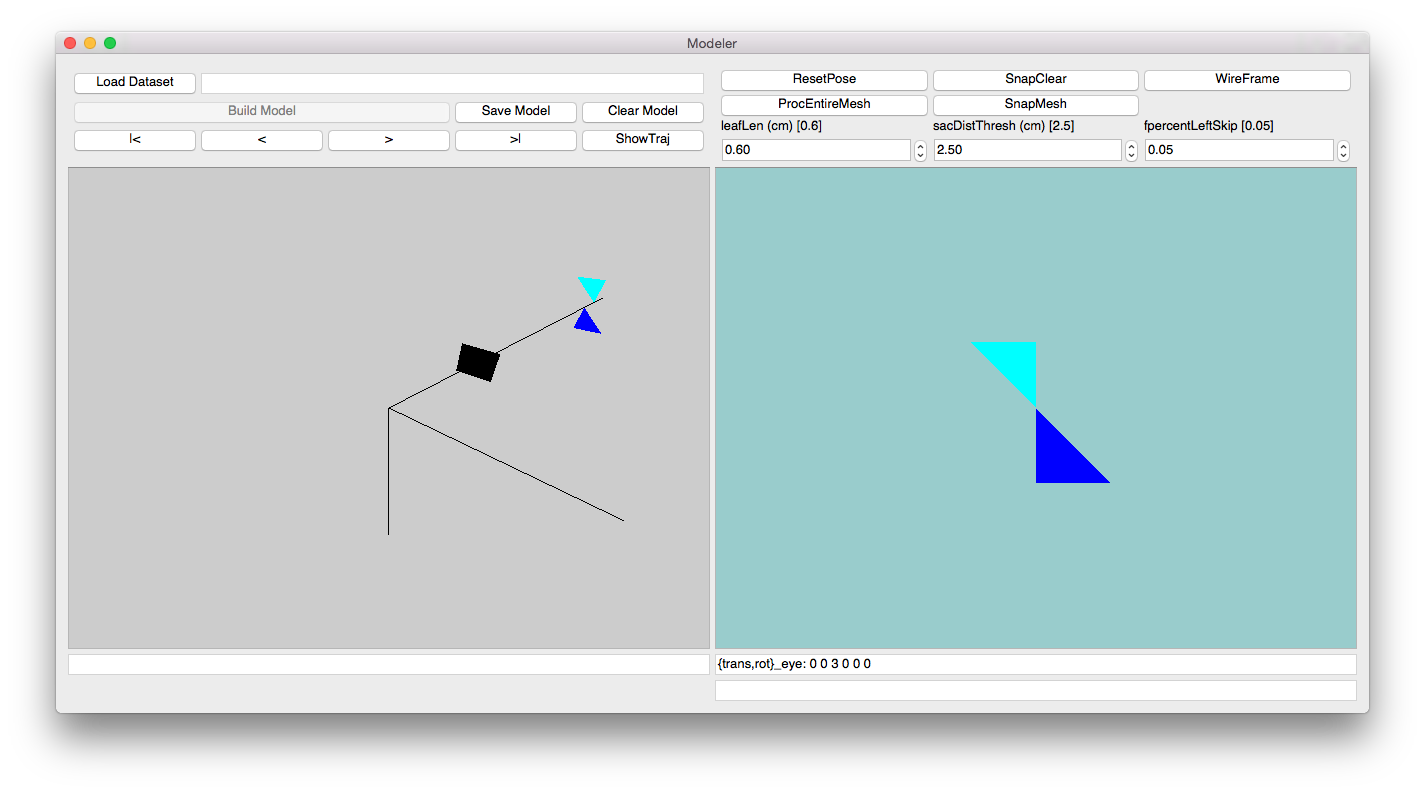 Modeler
Load Dataset
Build Model Save Model Clear Model
|< < > >| ShowTraj
ResetPose SnapClear WireFrame
ProcEntireMesh SnapMesh
leafLen (cm) [0.6] sacDistThresh (cm) [2.5] fpercentLeftSkip [0.05]
0.60 2.50 0.05
{trans,rot}_eye: 0 0 3 0 0 0